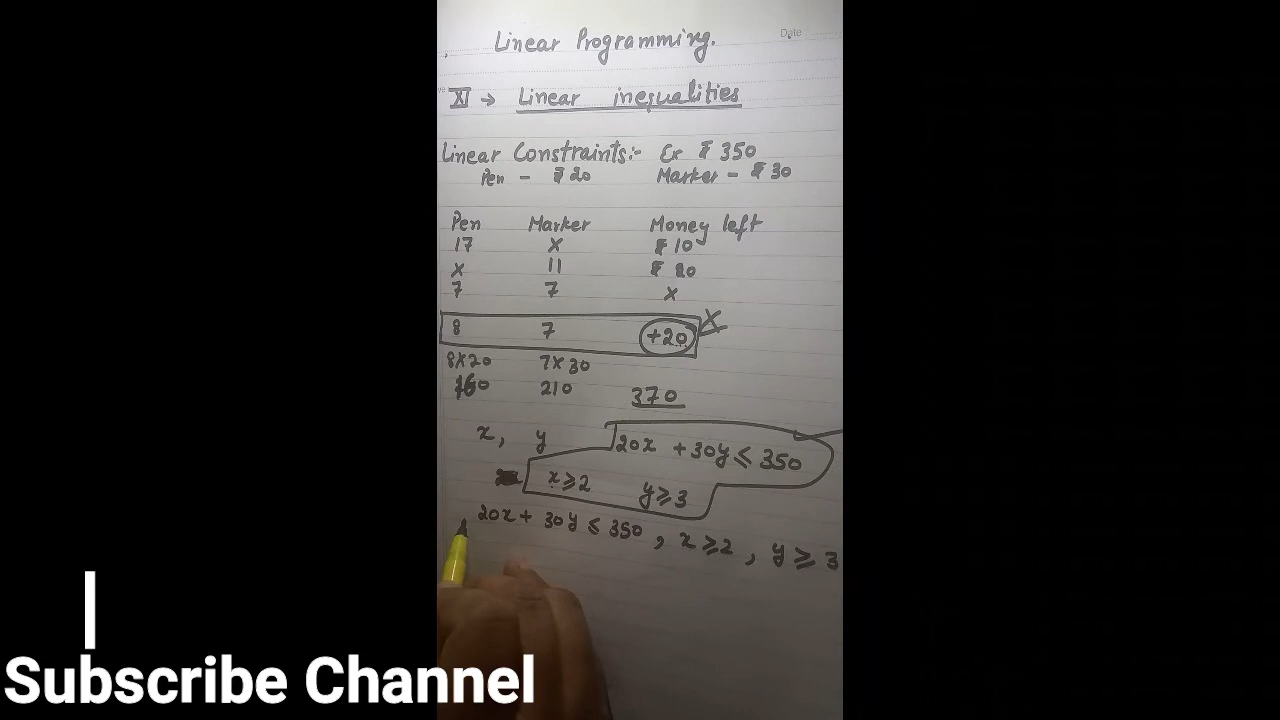 Date
Linear Programming.
XI → Linear inequalities
Linear Constraints:- Ex ₹ 350
Pen - ₹ 20 Marker - ₹ 30
Pen Marker Money left
17 X ₹ 10
X 11 ₹ 20
7 7 X
8 7 +20 X
8X20 7X30
160 210 370
x, y 20x + 30y ≤ 350
x ≥ 2 y ≥ 3
20x + 30y ≤ 350, x ≥ 2, y ≥ 3
Subscribe Channel